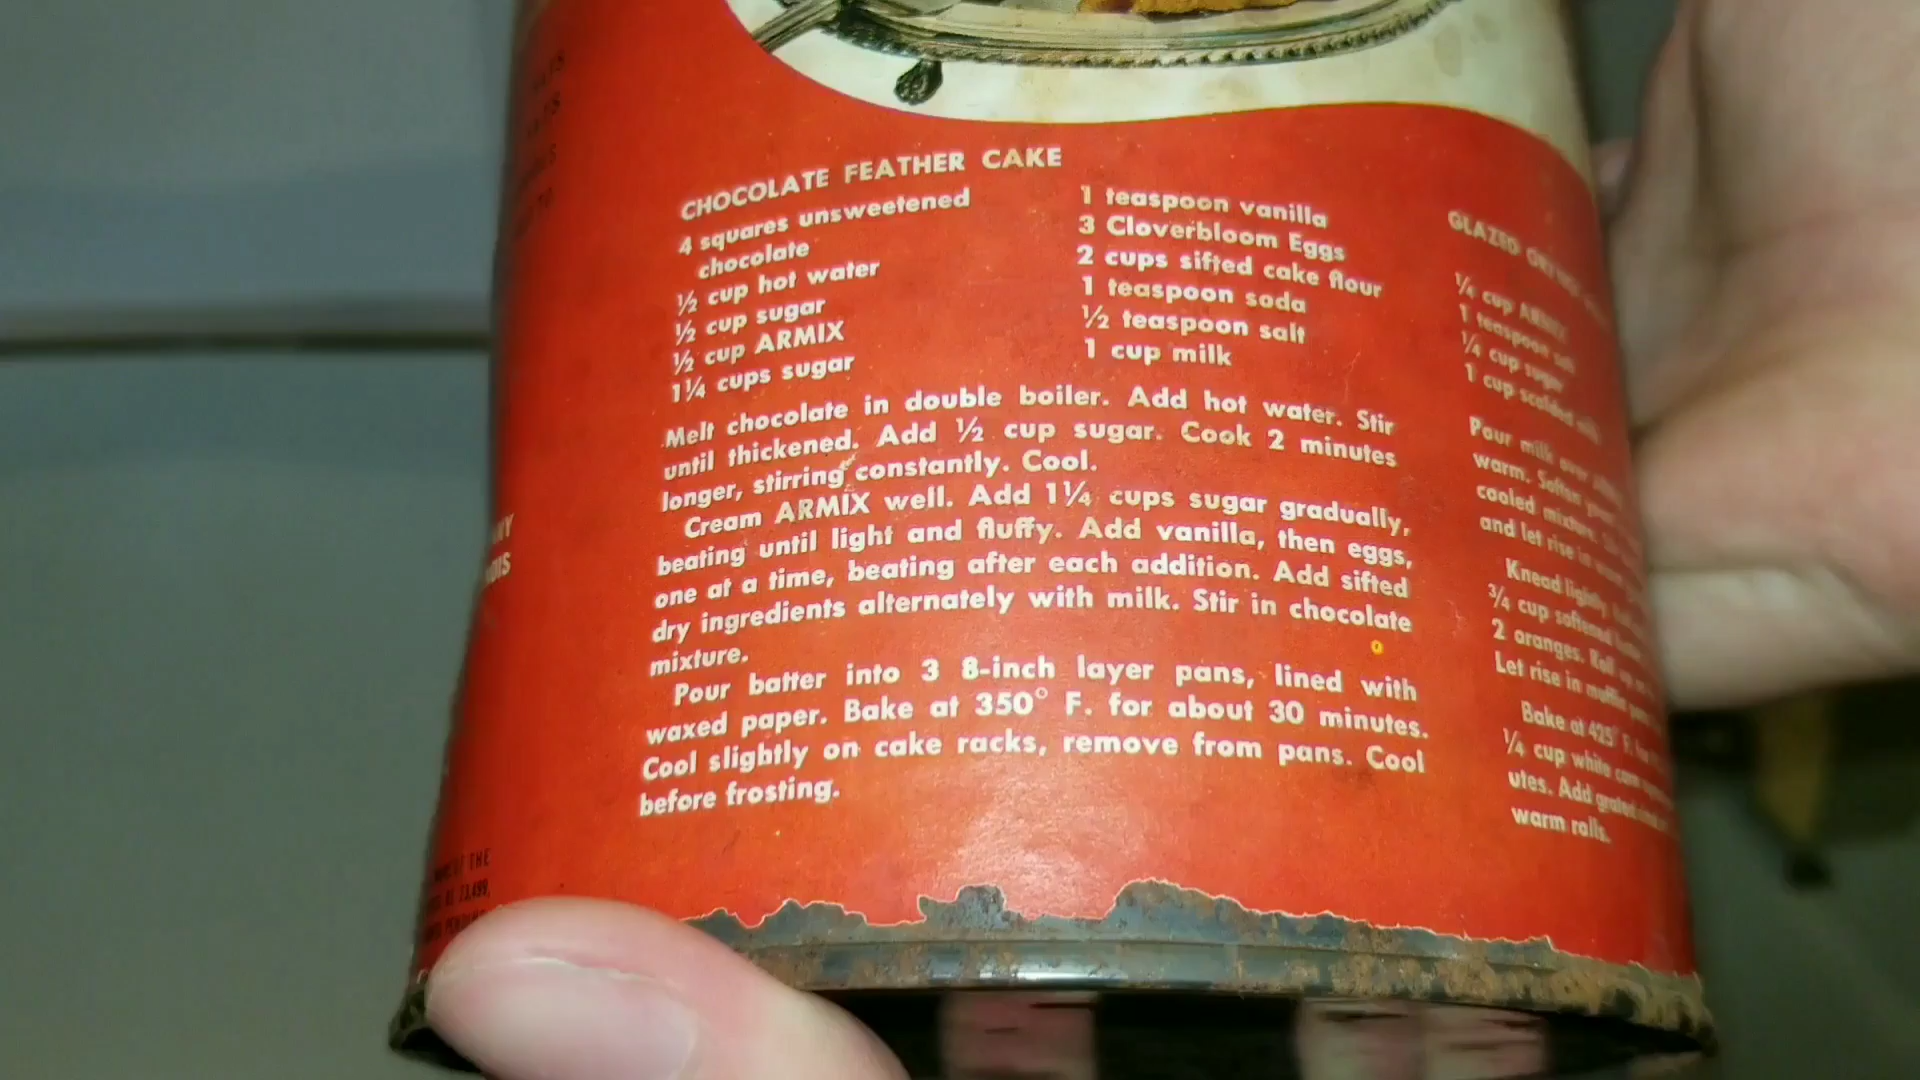 CHOCOLATE FEATHER CAKE
4 squares unsweetened
chocolate
½ cup hot water
½ cup sugar
½ cup ARMIX
1¼ cups sugar
1 teaspoon vanilla
3 Cloverbloom Eggs
2 cups sifted cake flour
1 teaspoon soda
½ teaspoon salt
1 cup milk
Melt chocolate in double boiler. Add hot water. Stir
until thickened. Add ½ cup sugar. Cook 2 minutes
longer, stirring constantly. Cool.
Cream ARMIX well. Add 1¼ cups sugar gradually,
beating until light and fluffy. Add vanilla, then eggs,
one at a time, beating after each addition. Add sifted
dry ingredients alternately with milk. Stir in chocolate
mixture.
Pour batter into 3 8-inch layer pans, lined with
waxed paper. Bake at 350° F. for about 30 minutes.
Cool slightly on cake racks, remove from pans. Cool
before frosting.
GLAZED
¼ cup ARMIX
1 teaspoon salt
¼ cup sugar
1 cup scalded milk
Pour milk over
warm. Soften
cooled mixture.
and let rise in
Knead lightly
¾ cup softened
2 oranges. Roll up
Let rise in muffin
Bake at 425° F.
¼ cup white corn
utes. Add grated
warm rolls.
THE